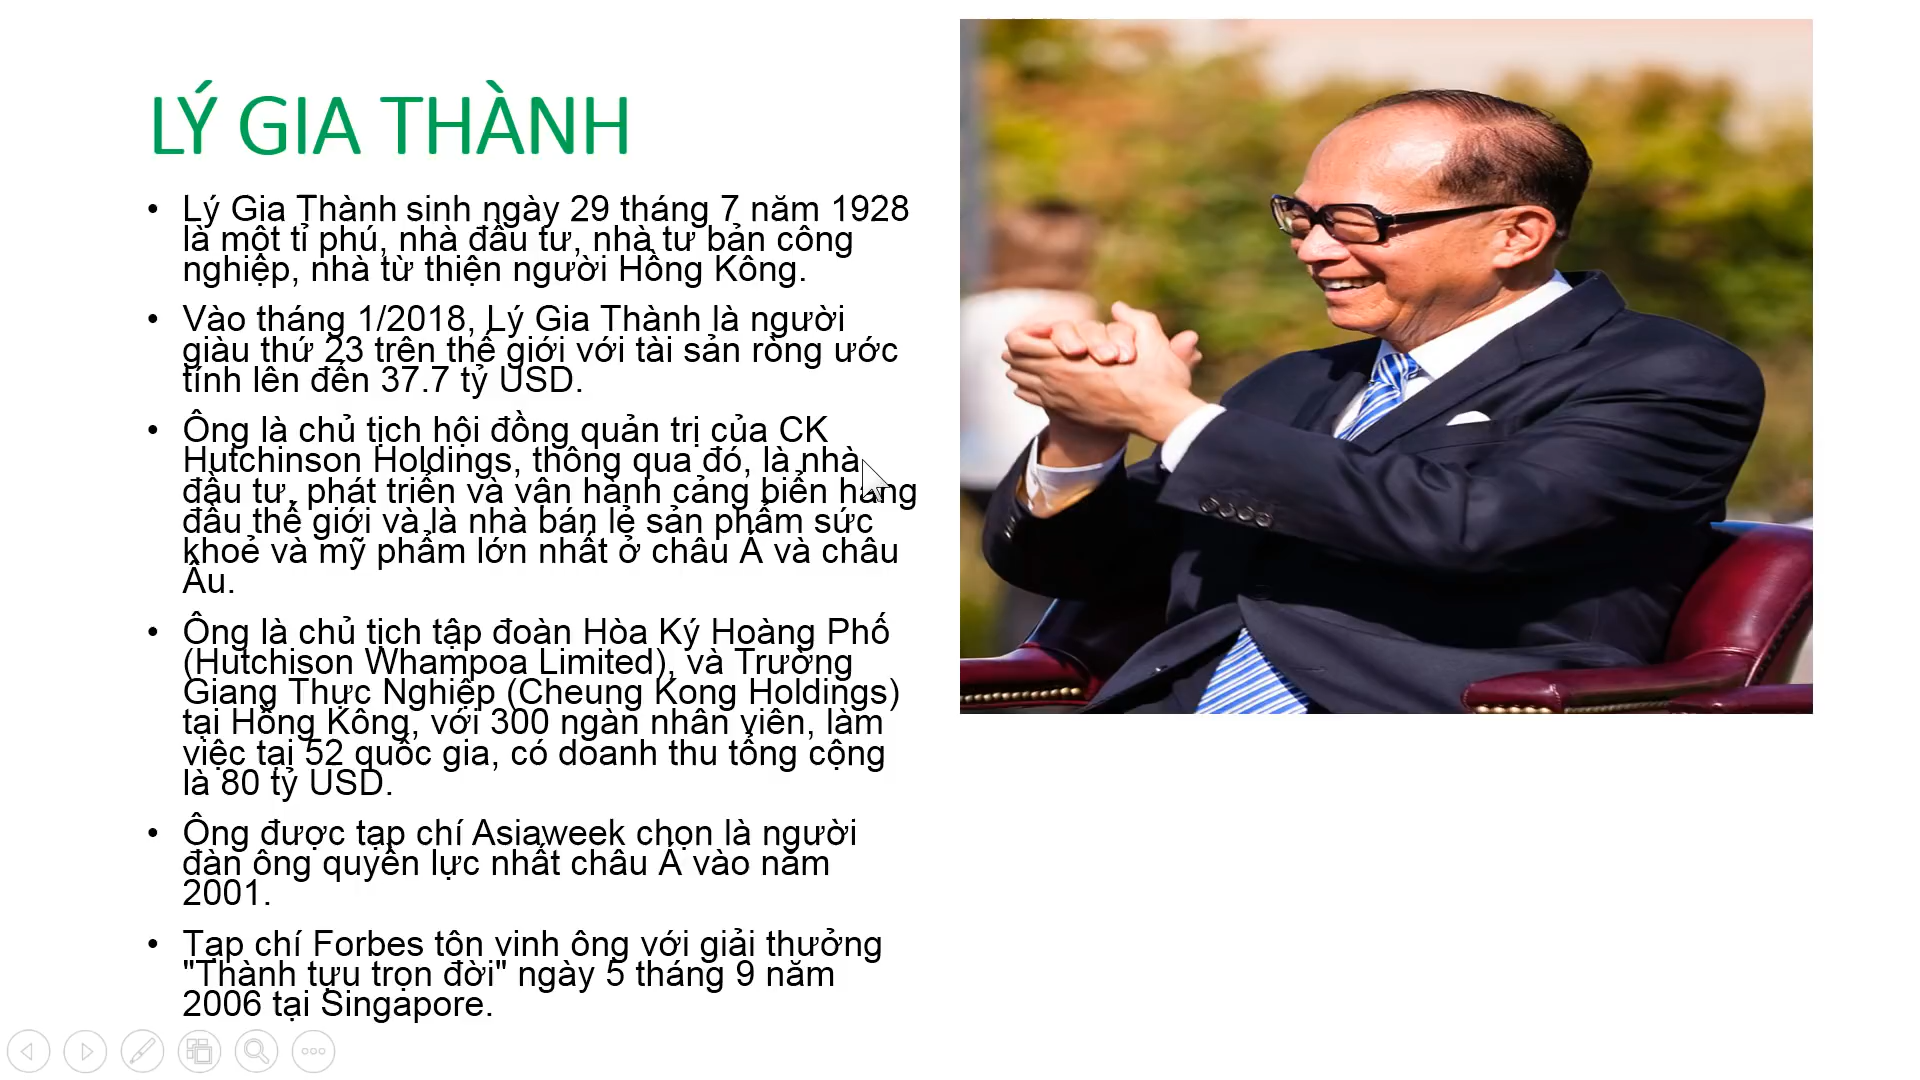 LÝ GIA THÀNH
• Lý Gia Thành sinh ngày 29 tháng 7 năm 1928
là một tỉ phú, nhà đầu tư, nhà tư bản công
nghiệp, nhà từ thiện người Hồng Kông.
• Vào tháng 1/2018, Lý Gia Thành là người
giàu thứ 23 trên thế giới với tài sản ròng ước
tính lên đến 37.7 tỷ USD.
• Ông là chủ tịch hội đồng quản trị của CK
Hutchinson Holdings, thông qua đó, là nhà
đầu tư, phát triển và vận hành cảng biển hàng
đầu thế giới và là nhà bán lẻ sản phẩm sức
khoẻ và mỹ phẩm lớn nhất ở châu Á và châu
Âu.
• Ông là chủ tịch tập đoàn Hòa Ký Hoàng Phố
(Hutchison Whampoa Limited), và Trường
Giang Thực Nghiệp (Cheung Kong Holdings)
tại Hồng Kông, với 300 ngàn nhân viên, làm
việc tại 52 quốc gia, có doanh thu tổng cộng
là 80 tỷ USD.
• Ông được tạp chí Asiaweek chọn là người
đàn ông quyền lực nhất châu Á vào năm
2001.
• Tạp chí Forbes tôn vinh ông với giải thưởng
"Thành tựu trọn đời" ngày 5 tháng 9 năm
2006 tại Singapore.